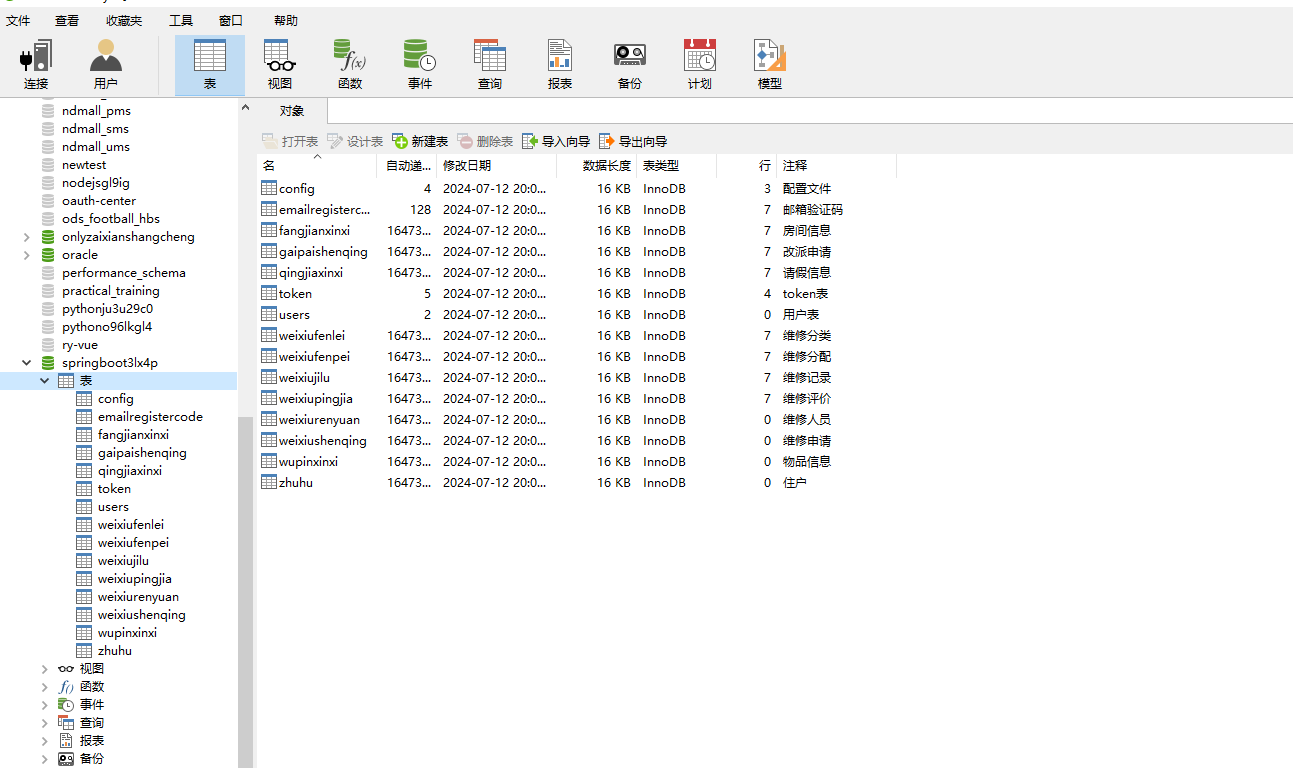 文件 查看 收藏夹 工具 窗口 帮助
连接 用户 表 视图 函数 事件 查询 报表 备份 计划 模型
ndmall_pms
ndmall_sms
ndmall_ums
newtest
nodejsgl9ig
oauth-center
ods_football_hbs
onlyzaixianshangcheng
oracle
performance_schema
practical_training
pythonju3u29c0
pythono96lkgl4
ry-vue
springboot3lx4p
表
config
emailregistercode
fangjianxinxi
gaipaishenqing
qingjiaxinxi
token
users
weixiufenlei
weixiufenpei
weixiujilu
weixiupingjia
weixiurenyuan
weixiushenqing
wupinxinxi
zhuhu
视图
函数
事件
查询
报表
备份
对象
打开表 设计表 新建表 删除表 导入向导 导出向导
名 自动递... 修改日期 数据长度 表类型 行 注释
config 4 2024-07-12 20:0... 16 KB InnoDB 3 配置文件
emailregisterc... 128 2024-07-12 20:0... 16 KB InnoDB 7 邮箱验证码
fangjianxinxi 16473... 2024-07-12 20:0... 16 KB InnoDB 7 房间信息
gaipaishenqing 16473... 2024-07-12 20:0... 16 KB InnoDB 7 改派申请
qingjiaxinxi 16473... 2024-07-12 20:0... 16 KB InnoDB 7 请假信息
token 5 2024-07-12 20:0... 16 KB InnoDB 4 token表
users 2 2024-07-12 20:0... 16 KB InnoDB 0 用户表
weixiufenlei 16473... 2024-07-12 20:0... 16 KB InnoDB 7 维修分类
weixiufenpei 16473... 2024-07-12 20:0... 16 KB InnoDB 7 维修分配
weixiujilu 16473... 2024-07-12 20:0... 16 KB InnoDB 7 维修记录
weixiupingjia 16473... 2024-07-12 20:0... 16 KB InnoDB 7 维修评价
weixiurenyuan 16473... 2024-07-12 20:0... 16 KB InnoDB 0 维修人员
weixiushenqing 16473... 2024-07-12 20:0... 16 KB InnoDB 0 维修申请
wupinxinxi 16473... 2024-07-12 20:0... 16 KB InnoDB 0 物品信息
zhuhu 16473... 2024-07-12 20:0... 16 KB InnoDB 0 住户